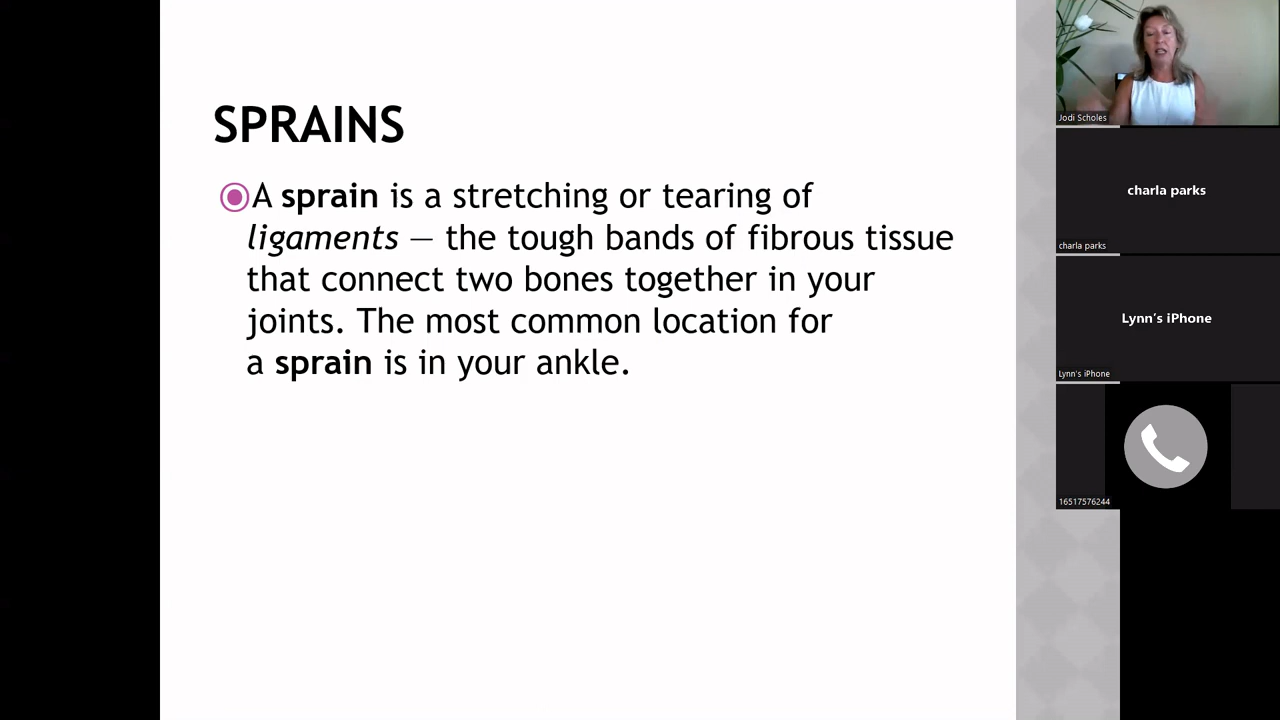 SPRAINS
A sprain is a stretching or tearing of
ligaments — the tough bands of fibrous tissue
that connect two bones together in your
joints. The most common location for
a sprain is in your ankle.
Jodi Scholes
charla parks
charla parks
Lynn's iPhone
Lynn's iPhone
16517576244